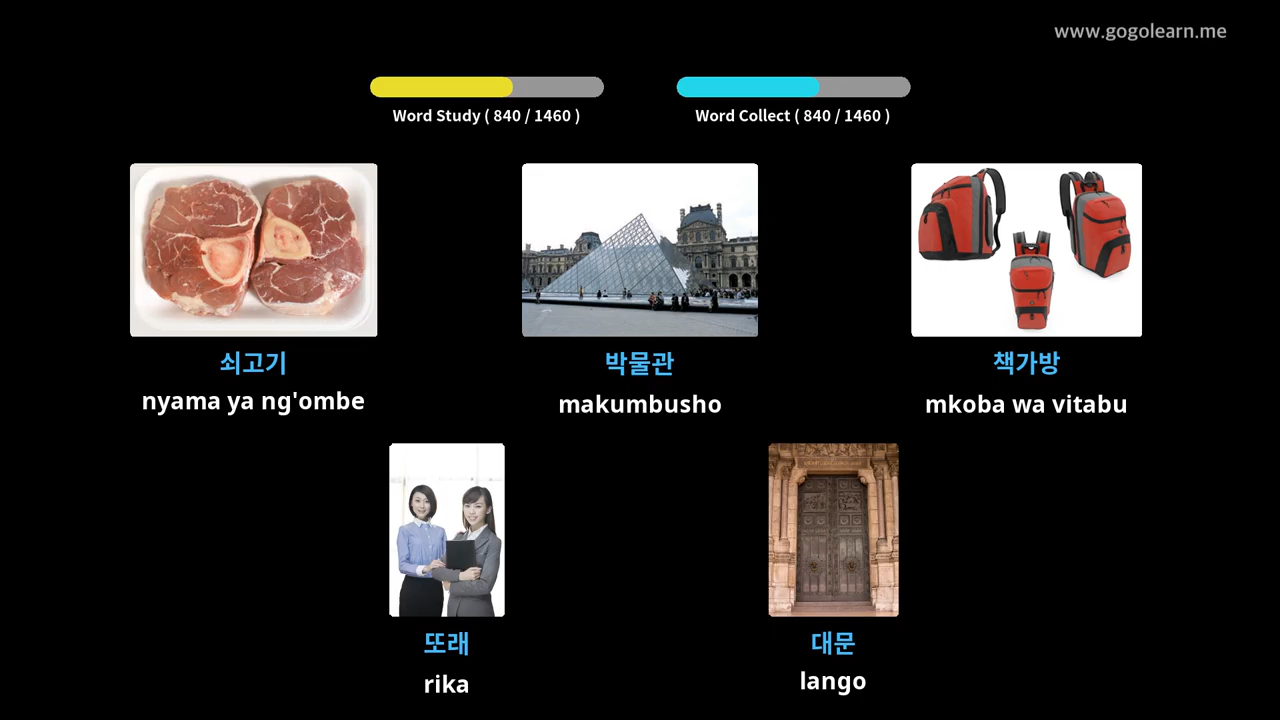 www.gogolearn.me
Word Study ( 840 / 1460 )
Word Collect ( 840 / 1460 )
쇠고기
nyama ya ng'ombe
박물관
makumbusho
책가방
mkoba wa vitabu
또래
rika
대문
lango